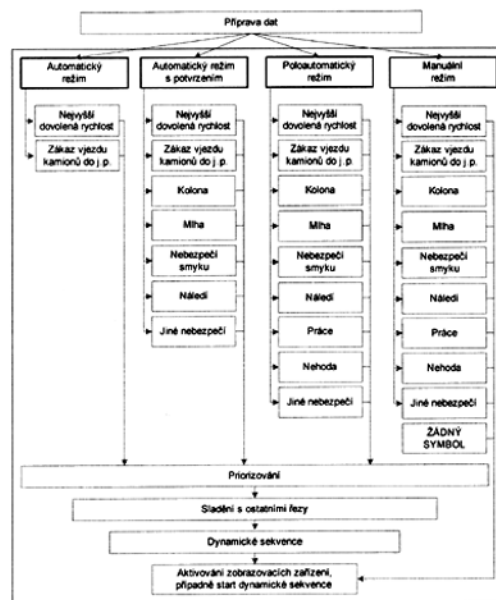 Příprava dat
Automatický
režim
Automatický režim
s potvrzením
Poloautomatický
režim
Manuální
režim
Nejvyšší
dovolená rychlost
Zákaz vjezdu
kamionů do j.p.
Nejvyšší
dovolená rychlost
Zákaz vjezdu
kamionů do j.p.
Kolona
Mlha
Nebezpečí
smyku
Náledí
Jiné nebezpečí
Nejvyšší
dovolená rychlost
Zákaz vjezdu
kamionů do j.p.
Kolona
Mlha
Nebezpečí
smyku
Náledí
Práce
Nehoda
Jiné nebezpečí
Nejvyšší
dovolená rychlost
Zákaz vjezdu
kamionů do j.p.
Kolona
Mlha
Nebezpečí
smyku
Náledí
Práce
Nehoda
Jiné nebezpečí
ŽÁDNÝ
SYMBOL
Priorizování
Sladění s ostatními řezy
Dynamické sekvence
Aktivování zobrazovacích zařízení,
případně start dynamické sekvence